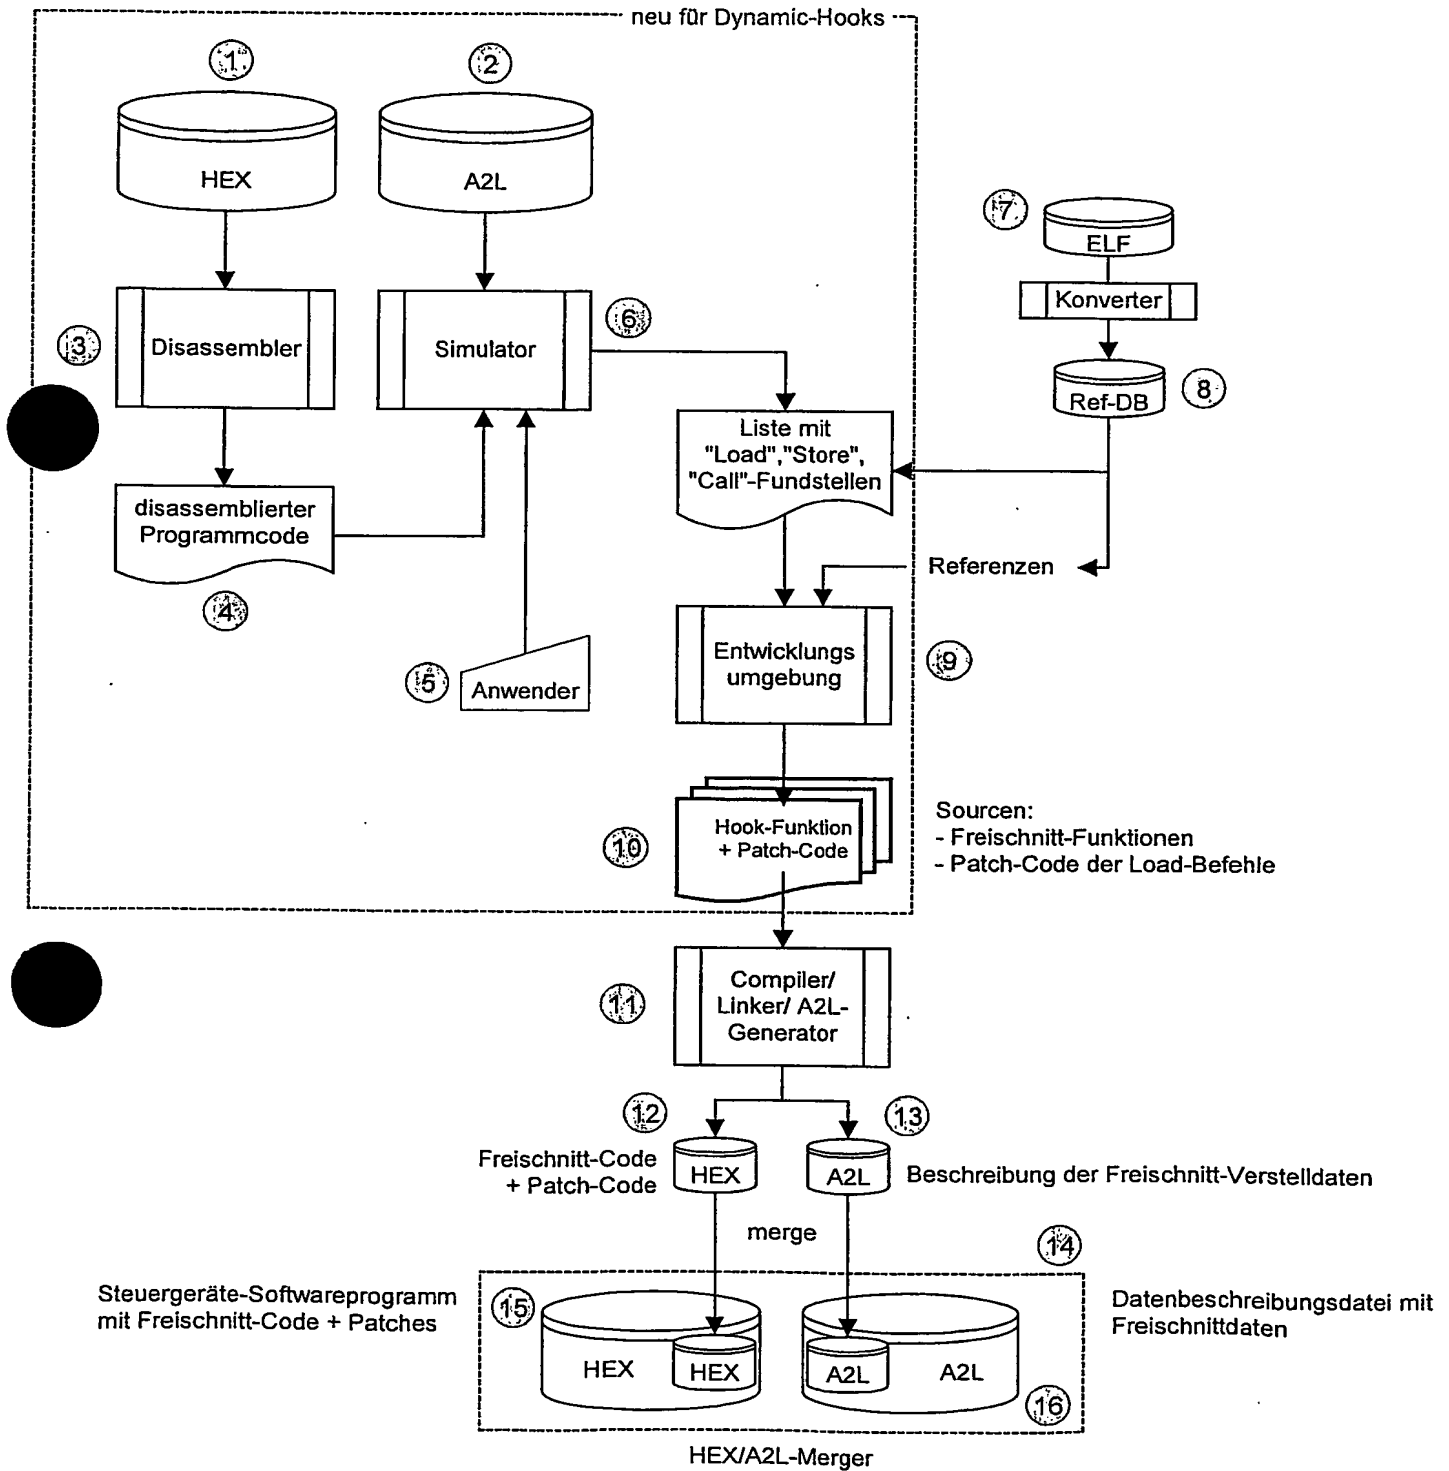 neu für Dynamic-Hooks
1
2
HEX
A2L
7
ELF
3
Disassembler
Simulator
6
Konverter
Ref-DB
8
Liste mit
"Load","Store",
"Call"-Fundstellen
disassemblierter
Programmcode
4
Referenzen
5
Anwender
Entwicklungs
umgebung
9
10
Hook-Funktion
+ Patch-Code
Sourcen:
- Freischnitt-Funktionen
- Patch-Code der Load-Befehle
11
Compiler/
Linker/ A2L-
Generator
12
13
Freischnitt-Code
+ Patch-Code
HEX
A2L
Beschreibung der Freischnitt-Verstelldaten
merge
14
Steuergeräte-Softwareprogramm
mit Freischnitt-Code + Patches
15
HEX
HEX
A2L
A2L
16
Datenbeschreibungsdatei mit
Freischnittdaten
HEX/A2L-Merger